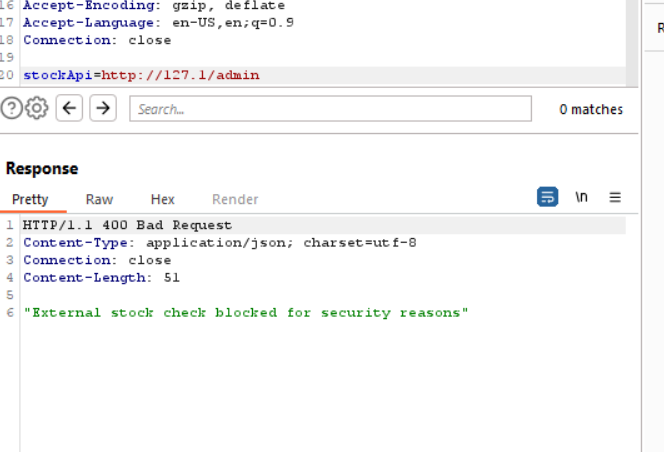 16 Accept-Encoding: gzip, deflate
17 Accept-Language: en-US,en;q=0.9
18 Connection: close
19
20 stockApi=http://127.1/admin
Search...
0 matches
R
Response
Pretty Raw Hex Render
\n
1 HTTP/1.1 400 Bad Request
2 Content-Type: application/json; charset=utf-8
3 Connection: close
4 Content-Length: 51
5
6 "External stock check blocked for security reasons"